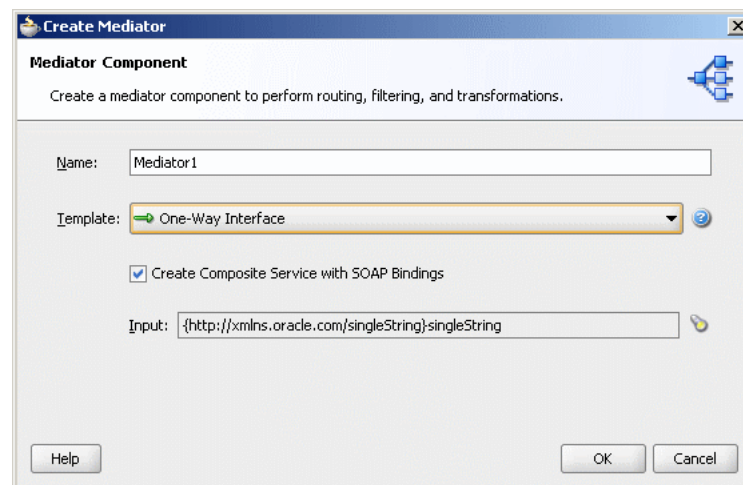 Create Mediator
Mediator Component
Create a mediator component to perform routing, filtering, and transformations.
Name: Mediator1
Template: One-Way Interface
Create Composite Service with SOAP Bindings
Input: {http://xmlns.oracle.com/singleString}singleString
Help OK Cancel